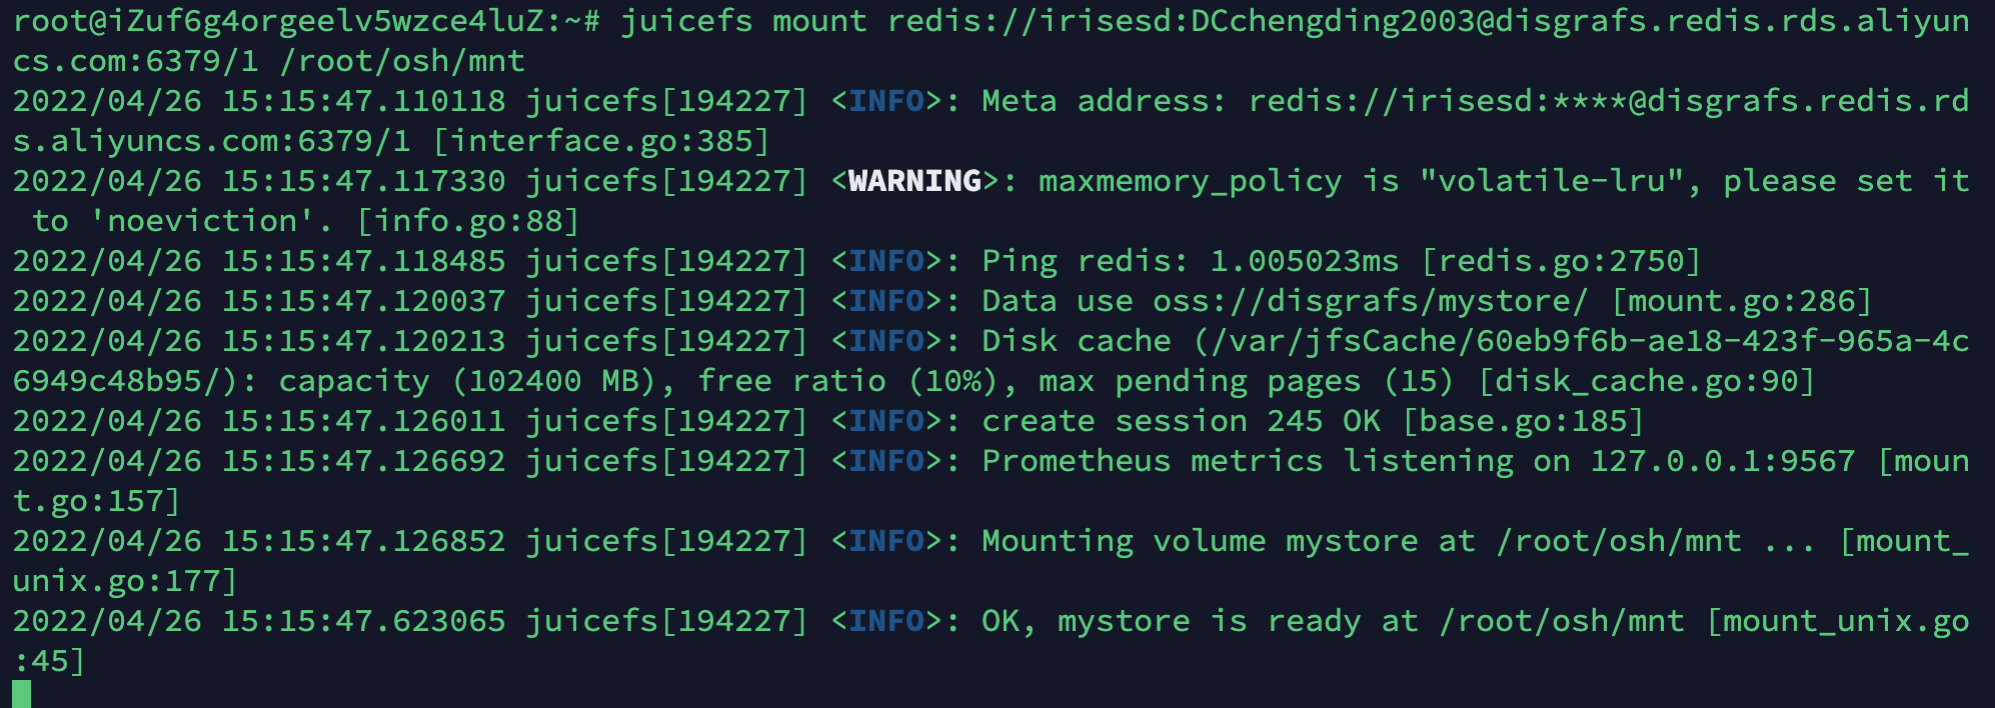 root@iZuf6g4orgeelv5wzce4luZ:~# juicefs mount redis://irisesd:DCchengding2003@disgrafs.redis.rds.aliyun
cs.com:6379/1 /root/osh/mnt
2022/04/26 15:15:47.110118 juicefs[194227] <INFO>: Meta address: redis://irisesd:****@disgrafs.redis.rd
s.aliyuncs.com:6379/1 [interface.go:385]
2022/04/26 15:15:47.117330 juicefs[194227] <WARNING>: maxmemory_policy is "volatile-lru", please set it
 to 'noeviction'. [info.go:88]
2022/04/26 15:15:47.118485 juicefs[194227] <INFO>: Ping redis: 1.005023ms [redis.go:2750]
2022/04/26 15:15:47.120037 juicefs[194227] <INFO>: Data use oss://disgrafs/mystore/ [mount.go:286]
2022/04/26 15:15:47.120213 juicefs[194227] <INFO>: Disk cache (/var/jfsCache/60eb9f6b-ae18-423f-965a-4c
6949c48b95/): capacity (102400 MB), free ratio (10%), max pending pages (15) [disk_cache.go:90]
2022/04/26 15:15:47.126011 juicefs[194227] <INFO>: create session 245 OK [base.go:185]
2022/04/26 15:15:47.126692 juicefs[194227] <INFO>: Prometheus metrics listening on 127.0.0.1:9567 [moun
t.go:157]
2022/04/26 15:15:47.126852 juicefs[194227] <INFO>: Mounting volume mystore at /root/osh/mnt ... [mount_
unix.go:177]
2022/04/26 15:15:47.623065 juicefs[194227] <INFO>: OK, mystore is ready at /root/osh/mnt [mount_unix.go
:45]